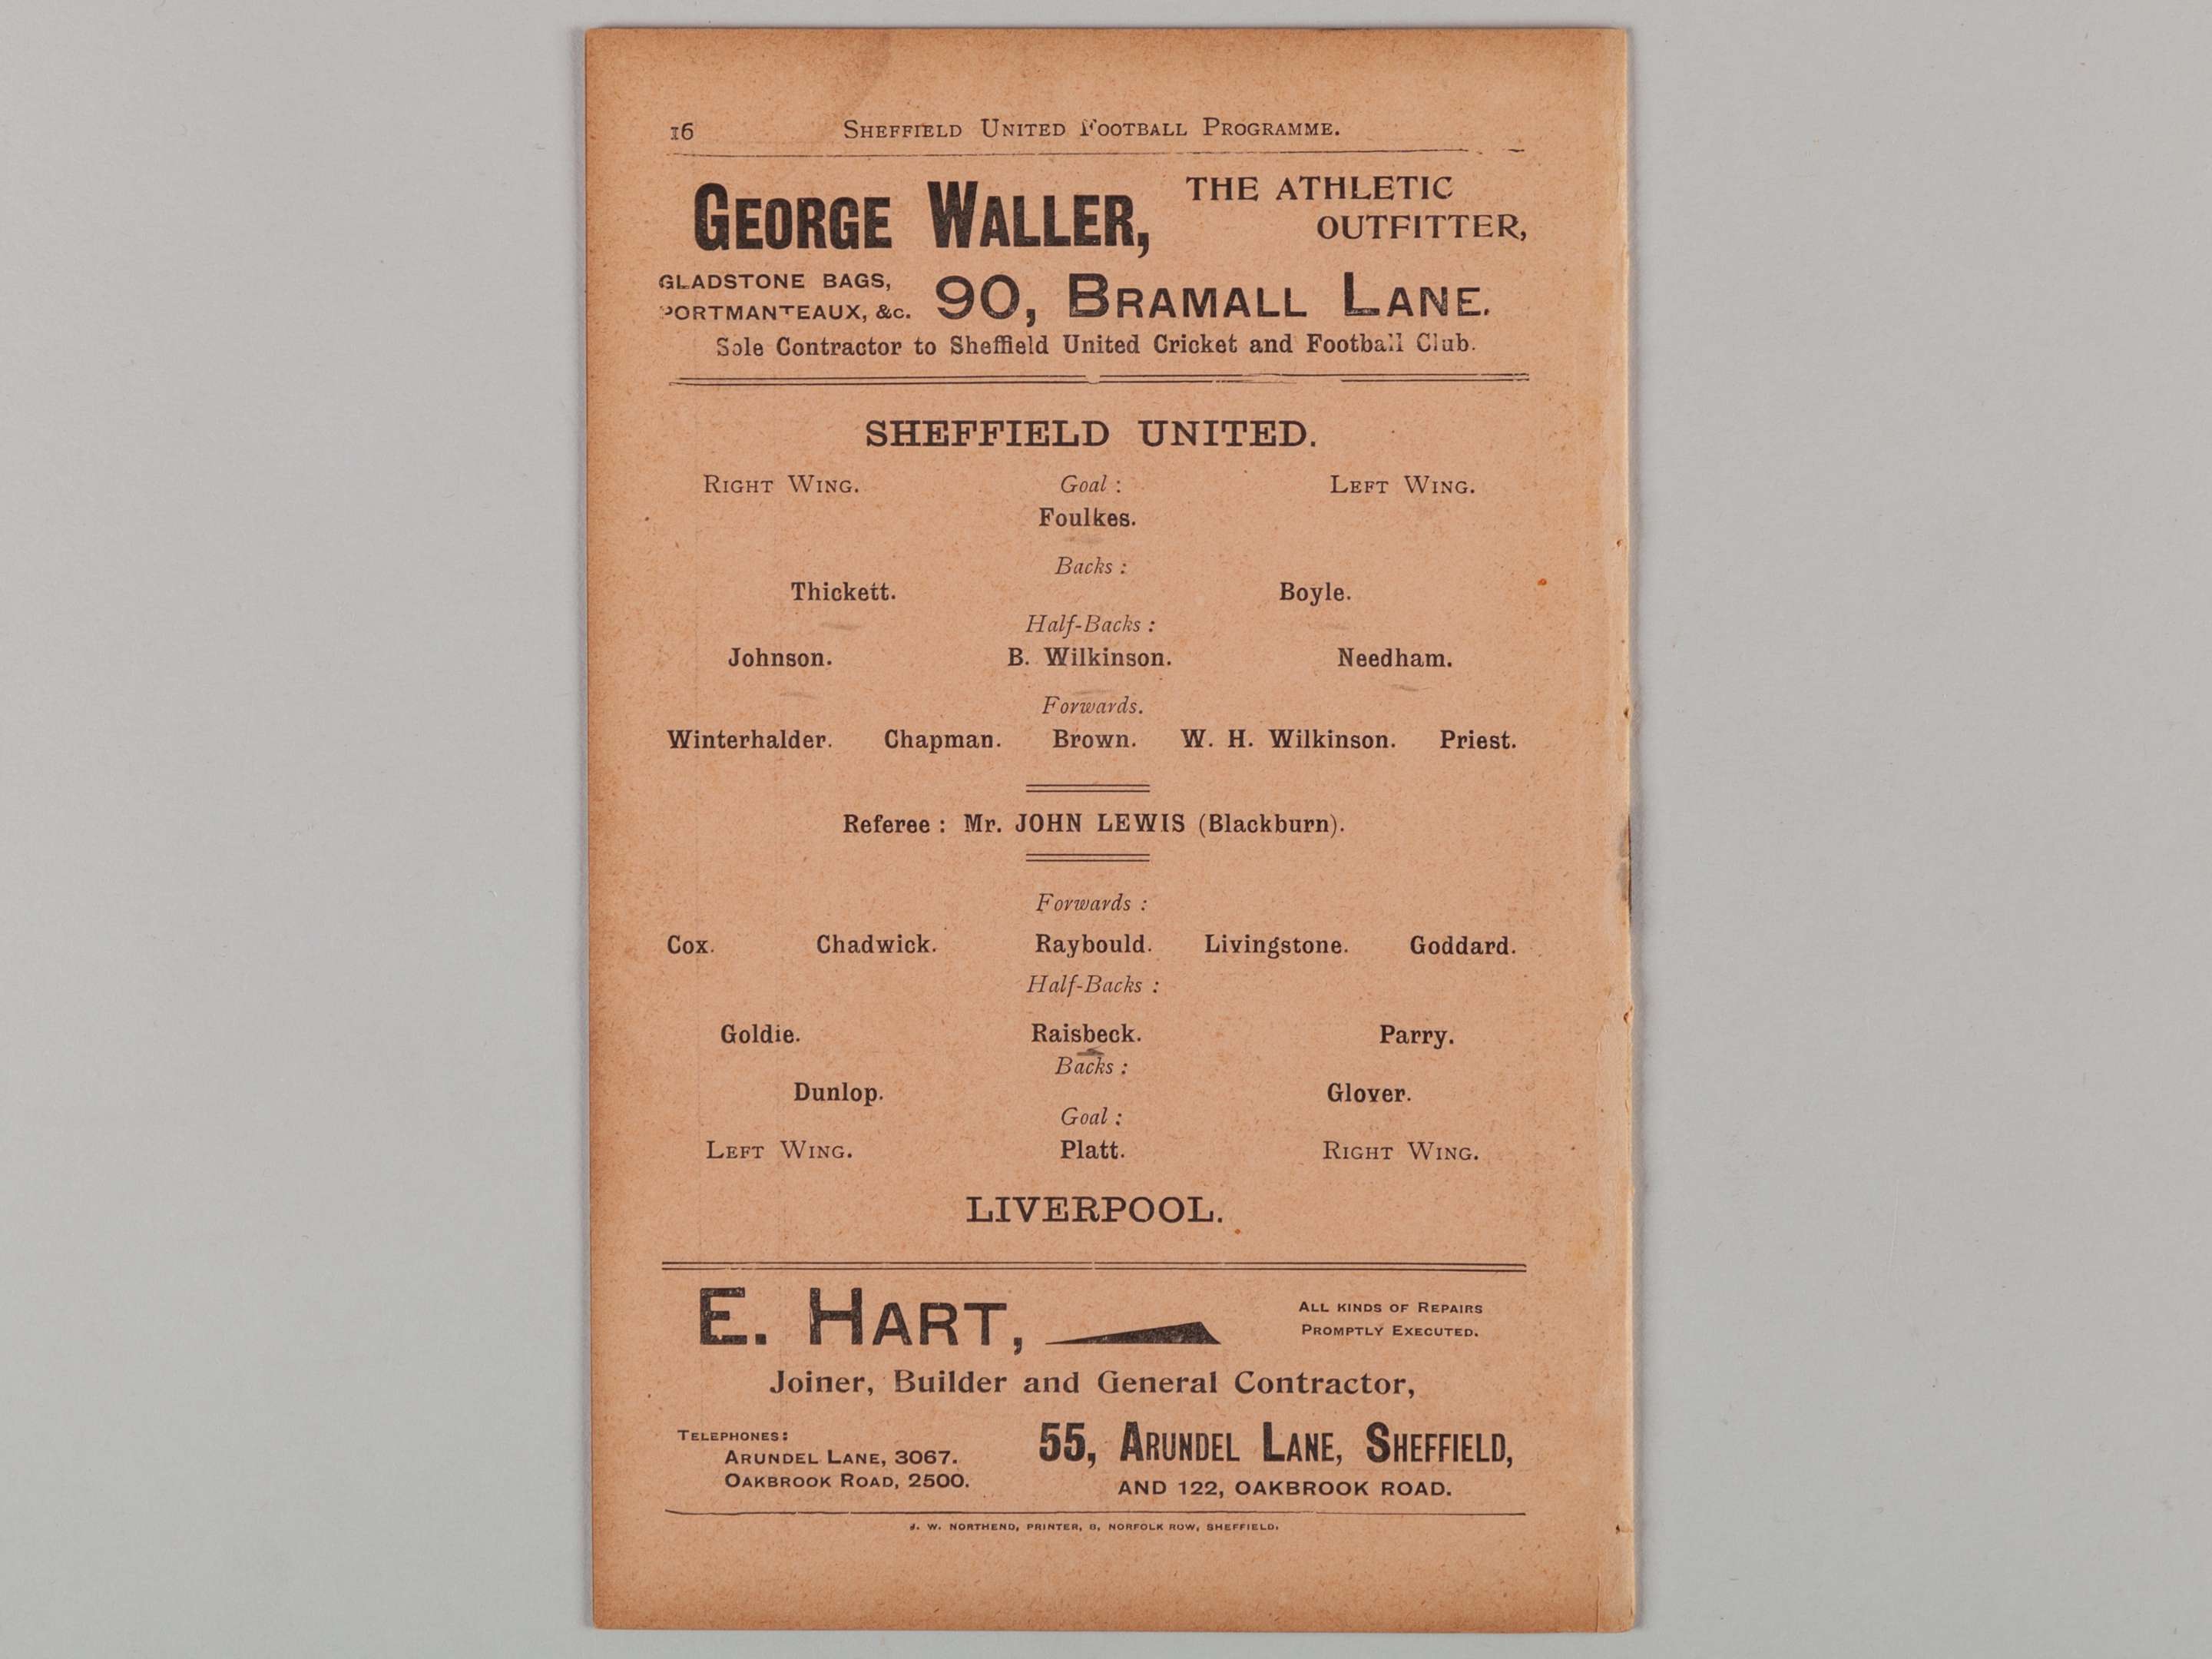 16 SHEFFIELD UNITED FOOTBALL PROGRAMME.
GEORGE WALLER, THE ATHLETIC OUTFITTER,
GLADSTONE BAGS, PORTMANTEAUX, &c. 90, BRAMALL LANE.
Sole Contractor to Sheffield United Cricket and Football Club.
SHEFFIELD UNITED.
RIGHT WING. Goal : LEFT WING.
Foulkes.
Backs :
Thickett. Boyle.
Half-Backs :
Johnson. B. Wilkinson. Needham.
Forwards.
Winterhalder. Chapman. Brown. W. H. Wilkinson. Priest.
Referee : Mr. JOHN LEWIS (Blackburn).
Forwards :
Cox. Chadwick. Raybould. Livingstone. Goddard.
Half-Backs :
Goldie. Raisbeck. Parry.
Backs :
Dunlop. Glover.
Goal :
LEFT WING. Platt. RIGHT WING.
LIVERPOOL.
E. HART, ALL KINDS OF REPAIRS
PROMPTLY EXECUTED.
Joiner, Builder and General Contractor,
TELEPHONES:
ARUNDEL LANE, 3067.
OAKBROOK ROAD, 2500.
55, ARUNDEL LANE, SHEFFIELD,
AND 122, OAKBROOK ROAD.
J. W. NORTHEND, PRINTER, 8, NORFOLK ROW, SHEFFIELD.